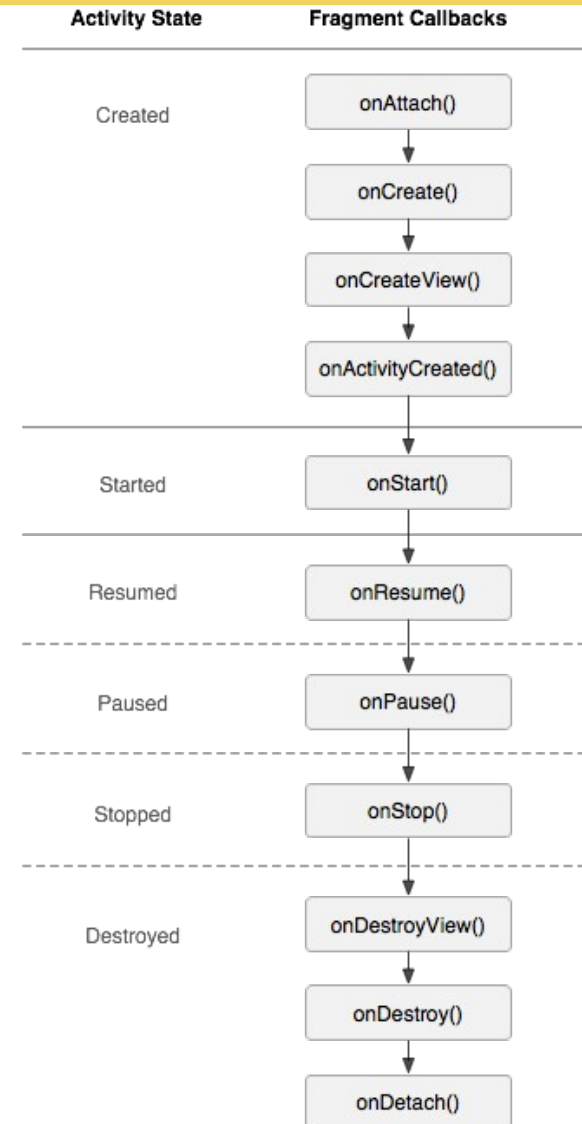 Activity State Fragment Callbacks
Created
onAttach()
onCreate()
onCreateView()
onActivityCreated()
Started onStart()
Resumed onResume()
Paused onPause()
Stopped onStop()
Destroyed
onDestroyView()
onDestroy()
onDetach()